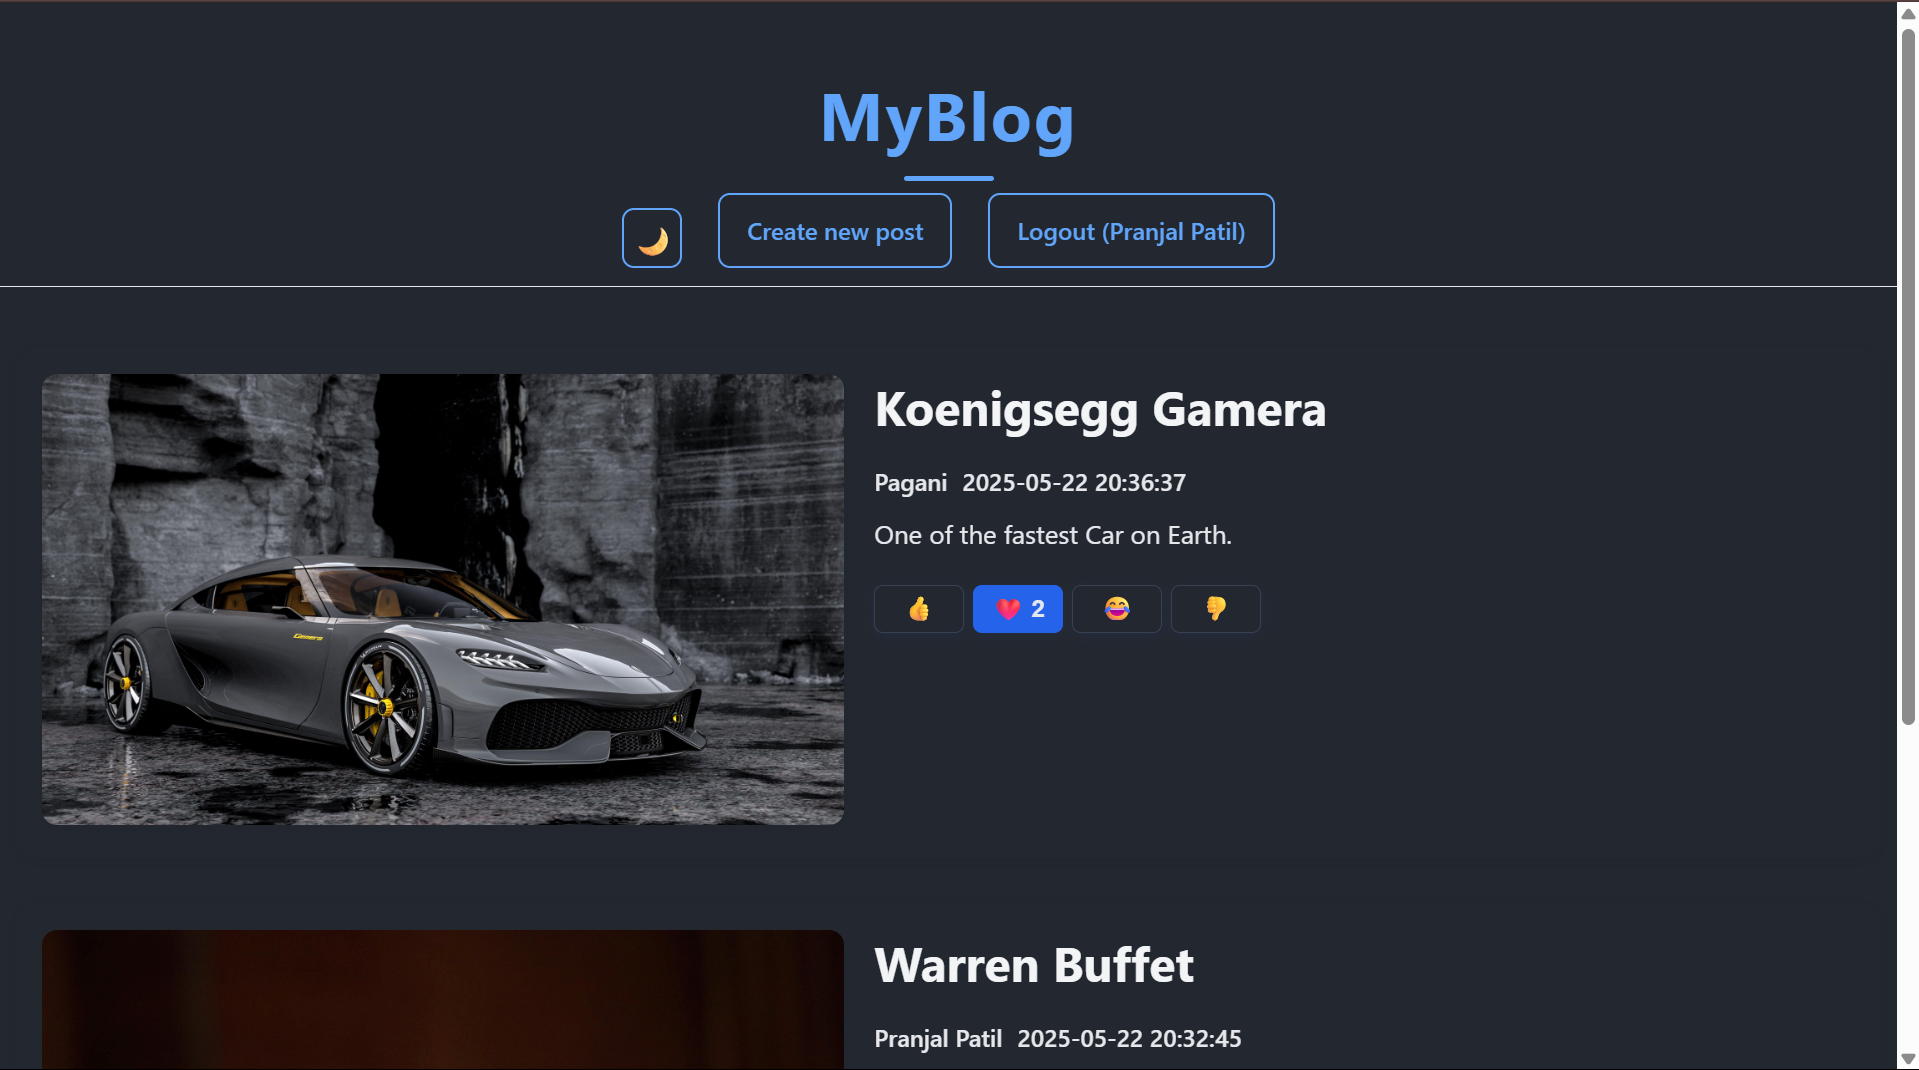 MyBlog
Create new post
Logout (Pranjal Patil)
Koenigsegg Gamera
Pagani 2025-05-22 20:36:37
One of the fastest Car on Earth.
2
Gamera
Warren Buffet
Pranjal Patil 2025-05-22 20:32:45